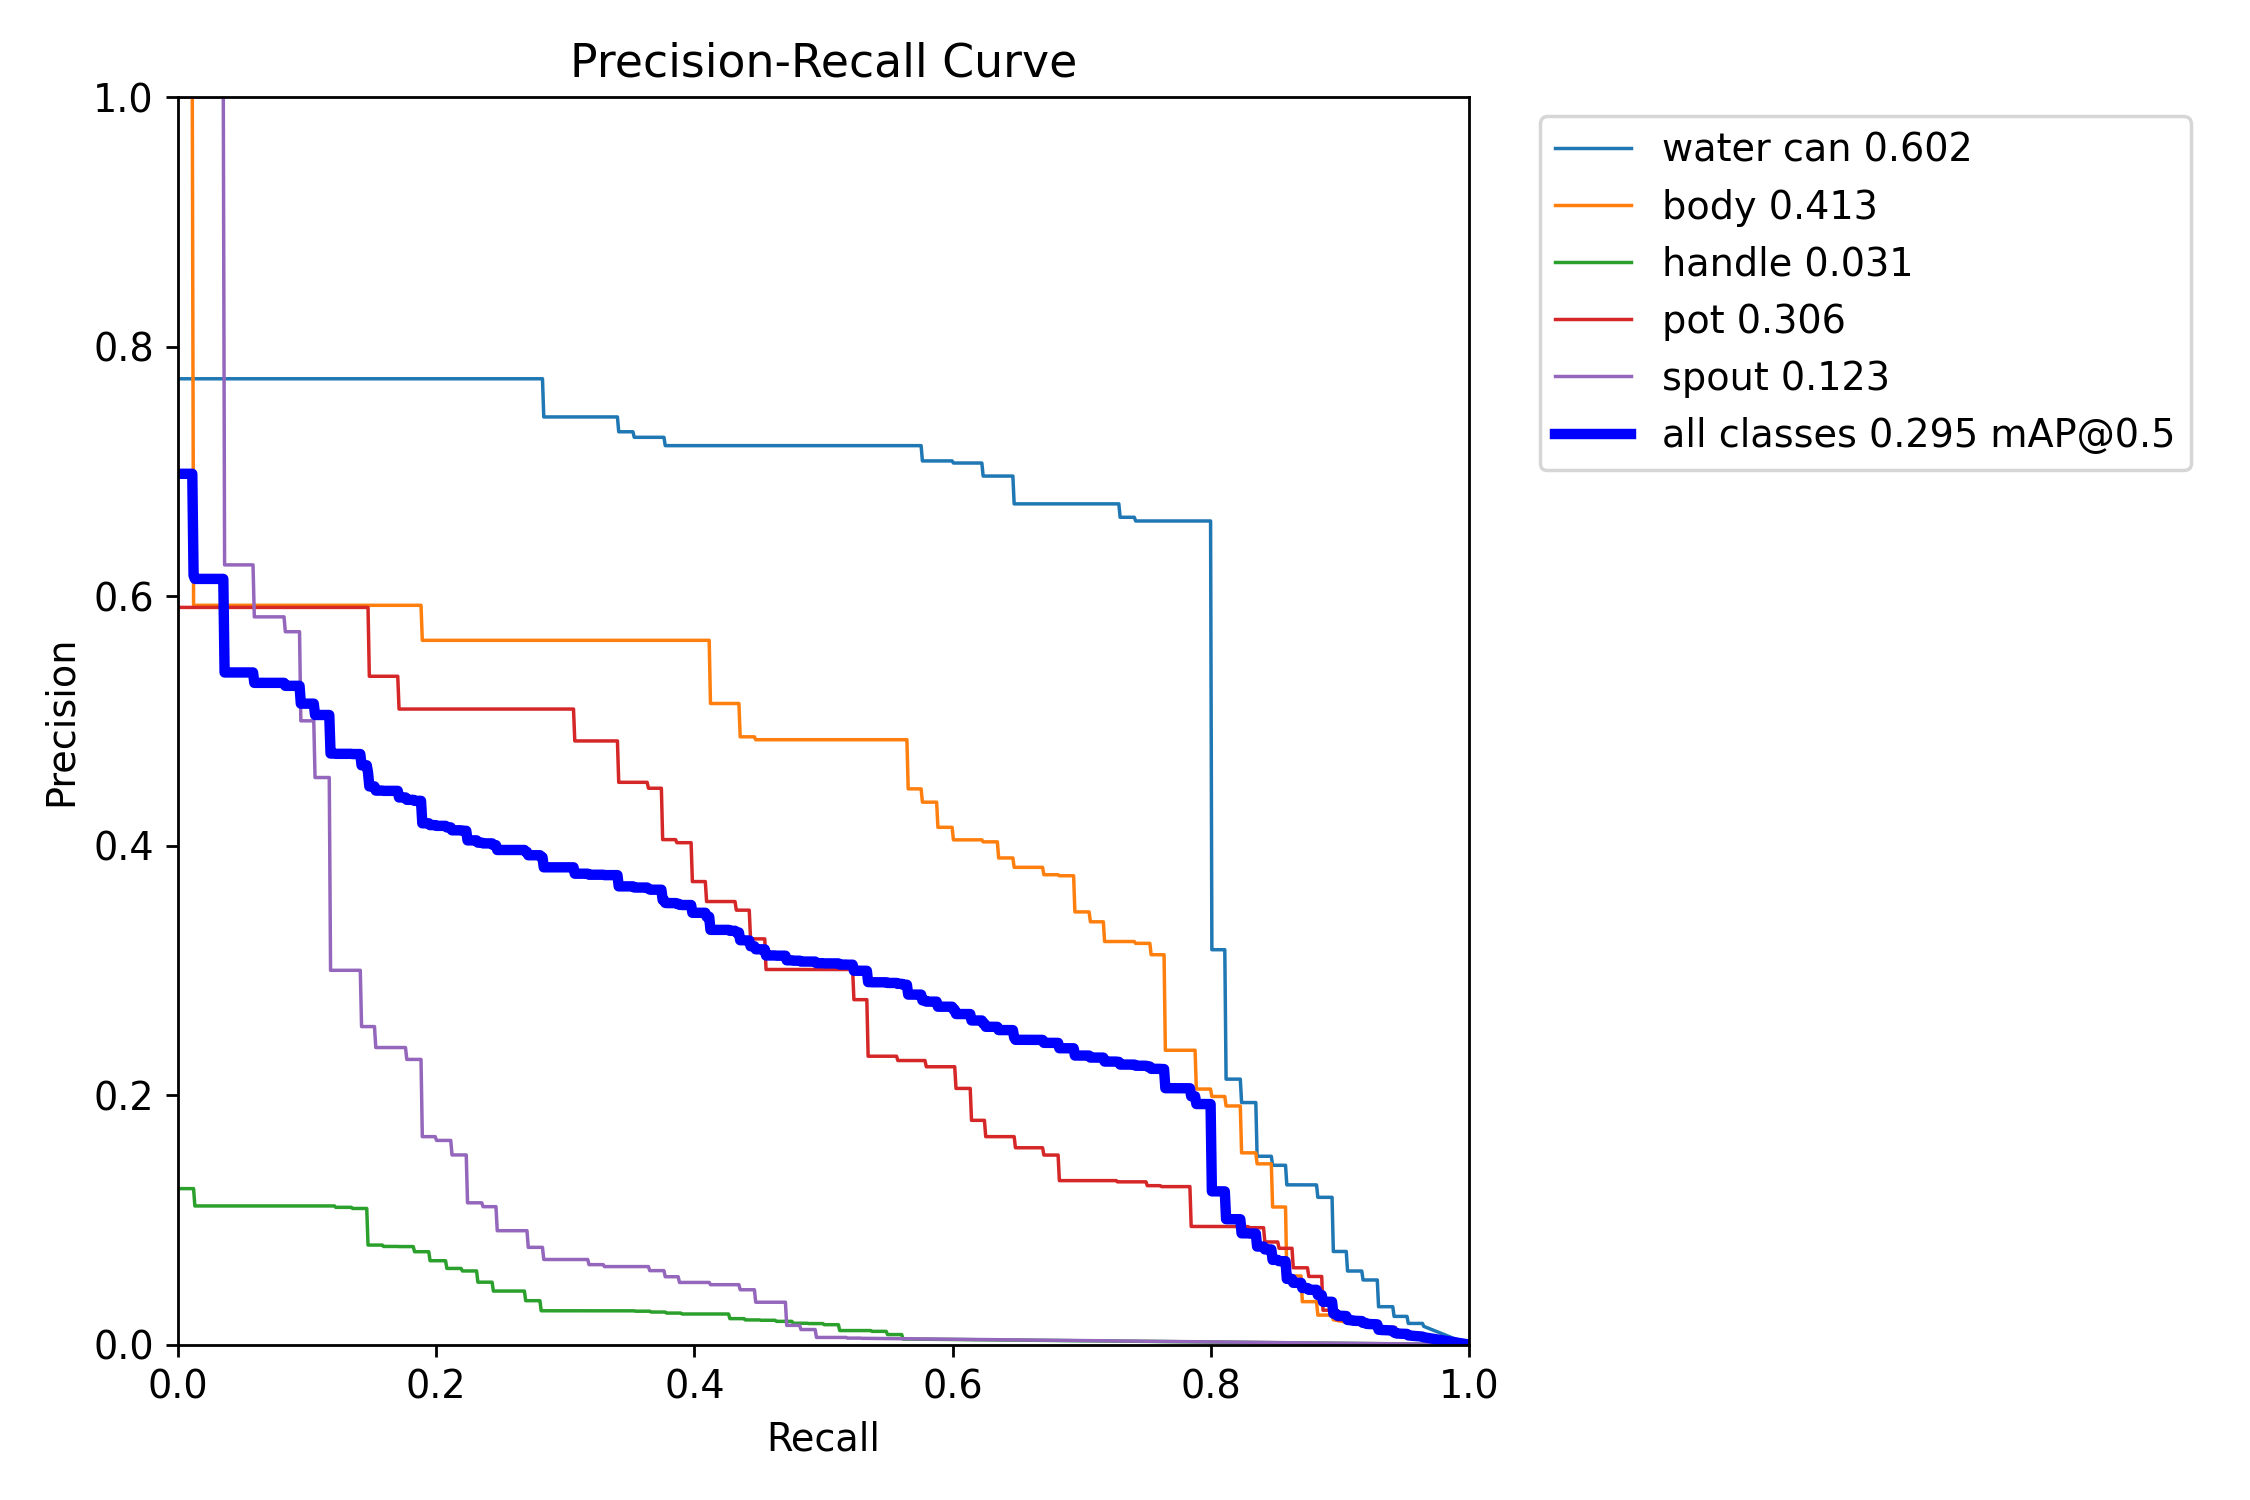 Precision-Recall Curve
1.0
0.8
0.6
0.4
0.2
0.0
Precision
0.0 0.2 0.4 0.6 0.8 1.0
Recall
water can 0.602
body 0.413
handle 0.031
pot 0.306
spout 0.123
all classes 0.295 mAP@0.5